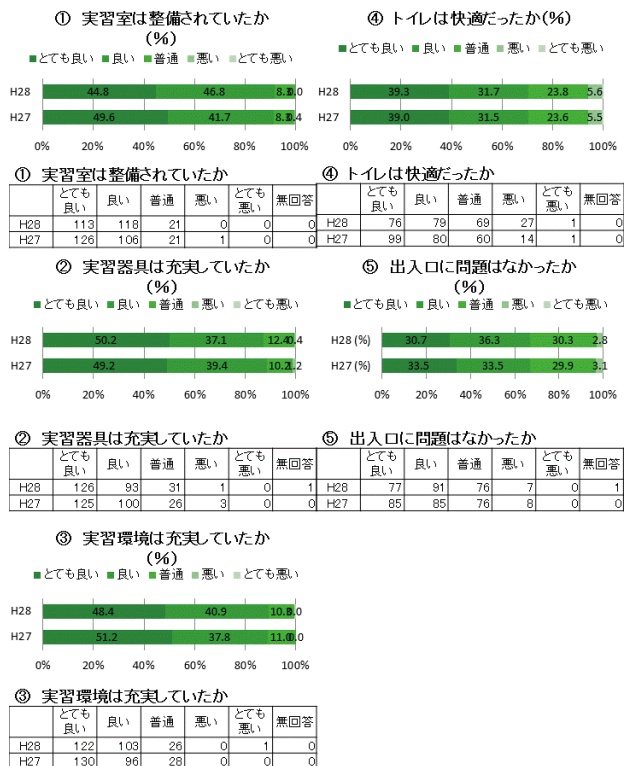 ① 実習室は整備されていたか
(%)
■とても良い ■良い ■普通 ■悪い ■とても悪い
H28 44.8 46.8 8.3 0.0
H27 49.6 41.7 8.3 0.4
0% 20% 40% 60% 80% 100%
① 実習室は整備されていたか
とても良い 良い 普通 悪い とても悪い 無回答
H28 113 118 21 0 0 0
H27 126 106 21 1 0 0
② 実習器具は充実していたか
(%)
■とても良い ■良い ■普通 ■悪い ■とても悪い
H28 50.2 37.1 12.4 0.4
H27 49.2 39.4 10.2 1.2
0% 20% 40% 60% 80% 100%
② 実習器具は充実していたか
とても良い 良い 普通 悪い とても悪い 無回答
H28 126 93 31 1 0 1
H27 125 100 26 3 0 0
③ 実習環境は充実していたか
(%)
■とても良い ■良い ■普通 ■悪い ■とても悪い
H28 48.4 40.9 10.3 0.0
H27 51.2 37.8 11.0 0.0
0% 20% 40% 60% 80% 100%
③ 実習環境は充実していたか
とても良い 良い 普通 悪い とても悪い 無回答
H28 122 103 26 0 1 0
H27 130 96 28 0 0 0
④ トイレは快適だったか(%)
■とても良い ■良い ■普通 ■悪い ■とても悪い
H28 39.3 31.7 23.8 5.6
H27 39.0 31.5 23.6 5.5
0% 20% 40% 60% 80% 100%
④ トイレは快適だったか
とても良い 良い 普通 悪い とても悪い 無回答
H28 76 79 69 27 1 0
H27 99 80 60 14 1 0
⑤ 出入口に問題はなかったか
(%)
■とても良い ■良い ■普通 ■悪い ■とても悪い
H28 (%) 30.7 36.3 30.3 2.8
H27 (%) 33.5 33.5 29.9 3.1
0% 20% 40% 60% 80% 100%
⑤ 出入口に問題はなかったか
とても良い 良い 普通 悪い とても悪い 無回答
H28 77 91 76 7 0 1
H27 85 85 76 8 0 0